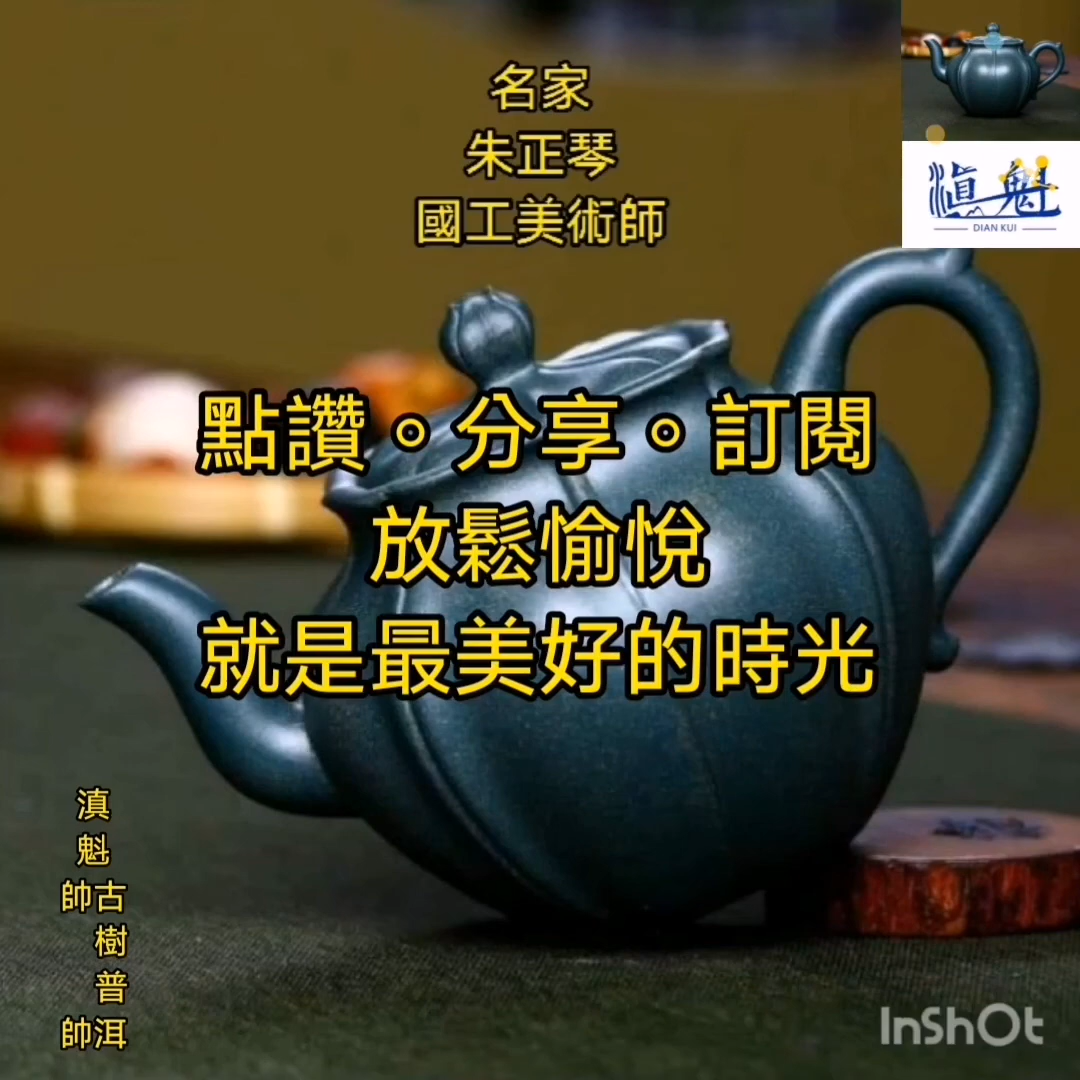 名家
朱正琴
國工美術師
滇魁
DIAN KUI
點讚。分享。訂閱
放鬆愉悅
就是最美好的時光
滇
魁
帥古
樹
普
帥洱
InShOt